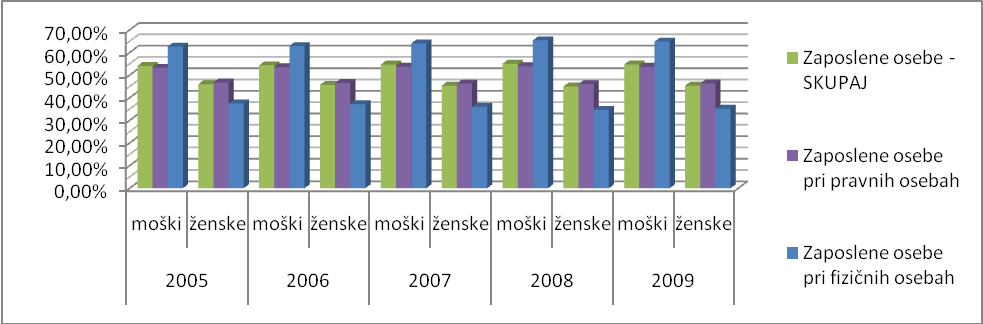 70,00%
60,00%
50,00%
40,00%
30,00%
20,00%
10,00%
0,00%
moški ženske moški ženske moški ženske moški ženske moški ženske
2005 2006 2007 2008 2009
Zaposlene osebe -
SKUPAJ
Zaposlene osebe
pri pravnih osebah
Zaposlene osebe
pri fizičnih osebah